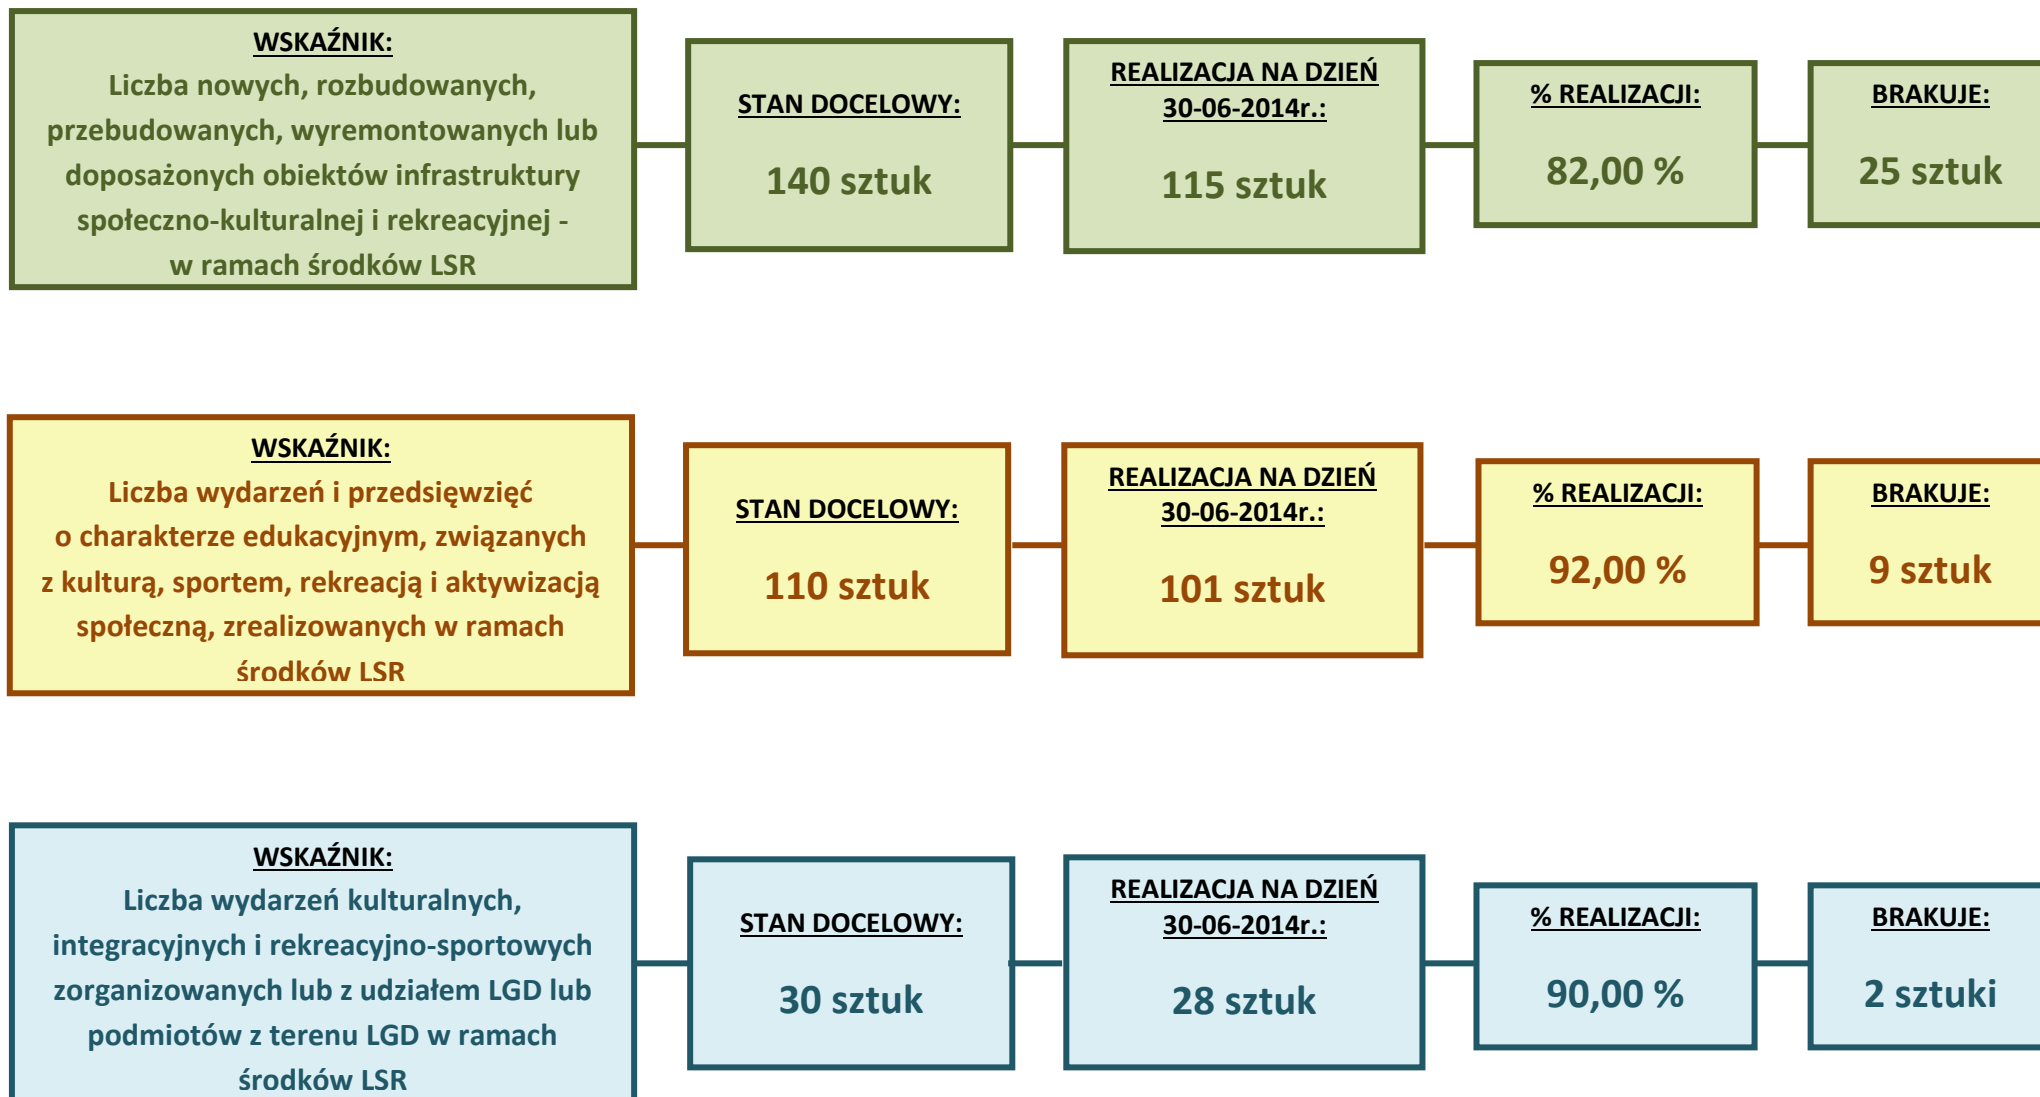 WSKAŹNIK:
Liczba nowych, rozbudowanych,
przebudowanych, wyremontowanych lub
doposażonych obiektów infrastruktury
społeczno-kulturalnej i rekreacyjnej -
w ramach środków LSR
STAN DOCELOWY:
140 sztuk
REALIZACJA NA DZIEŃ
30-06-2014r.:
115 sztuk
% REALIZACJI:
82,00 %
BRAKUJE:
25 sztuk
WSKAŹNIK:
Liczba wydarzeń i przedsięwzięć
o charakterze edukacyjnym, związanych
z kulturą, sportem, rekreacją i aktywizacją
społeczną, zrealizowanych w ramach
środków LSR
STAN DOCELOWY:
110 sztuk
REALIZACJA NA DZIEŃ
30-06-2014r.:
101 sztuk
% REALIZACJI:
92,00 %
BRAKUJE:
9 sztuk
WSKAŹNIK:
Liczba wydarzeń kulturalnych,
integracyjnych i rekreacyjno-sportowych
zorganizowanych lub z udziałem LGD lub
podmiotów z terenu LGD w ramach
środków LSR
STAN DOCELOWY:
30 sztuk
REALIZACJA NA DZIEŃ
30-06-2014r.:
28 sztuk
% REALIZACJI:
90,00 %
BRAKUJE:
2 sztuki